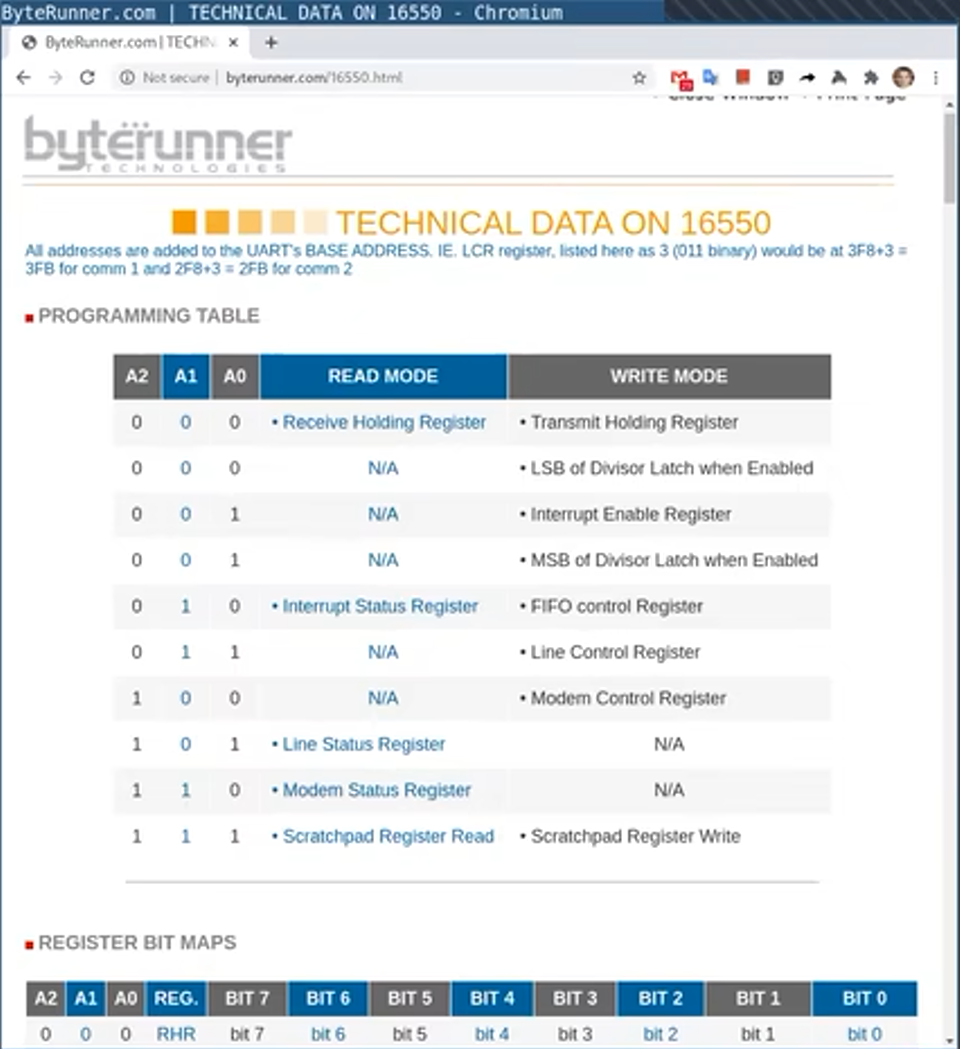 ByteRunner.com | TECHNICAL DATA ON 16550 - Chromium
ByteRunner.com | TECHN
Not secure | byterunner.com/16550.html
Close Window Print Page
byterunner
TECHNOLOGIES
TECHNICAL DATA ON 16550
All addresses are added to the UART's BASE ADDRESS. IE. LCR register, listed here as 3 (011 binary) would be at 3F8+3 =
3FB for comm 1 and 2F8+3 = 2FB for comm 2
PROGRAMMING TABLE
A2 A1 A0 READ MODE WRITE MODE
0 0 0 • Receive Holding Register • Transmit Holding Register
0 0 0 N/A • LSB of Divisor Latch when Enabled
0 0 1 N/A • Interrupt Enable Register
0 0 1 N/A • MSB of Divisor Latch when Enabled
0 1 0 • Interrupt Status Register • FIFO control Register
0 1 1 N/A • Line Control Register
1 0 0 N/A • Modem Control Register
1 0 1 • Line Status Register N/A
1 1 0 • Modem Status Register N/A
1 1 1 • Scratchpad Register Read • Scratchpad Register Write
REGISTER BIT MAPS
A2 A1 A0 REG. BIT 7 BIT 6 BIT 5 BIT 4 BIT 3 BIT 2 BIT 1 BIT 0
0 0 0 RHR bit 7 bit 6 bit 5 bit 4 bit 3 bit 2 bit 1 bit 0